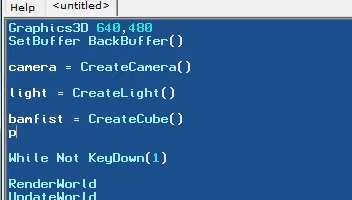 Help <untitled>
Graphics3D 640,480
SetBuffer BackBuffer()
camera = CreateCamera()
light = CreateLight()
bamfist = CreateCube()
p
While Not KeyDown(1)
RenderWorld
UpdateWorld